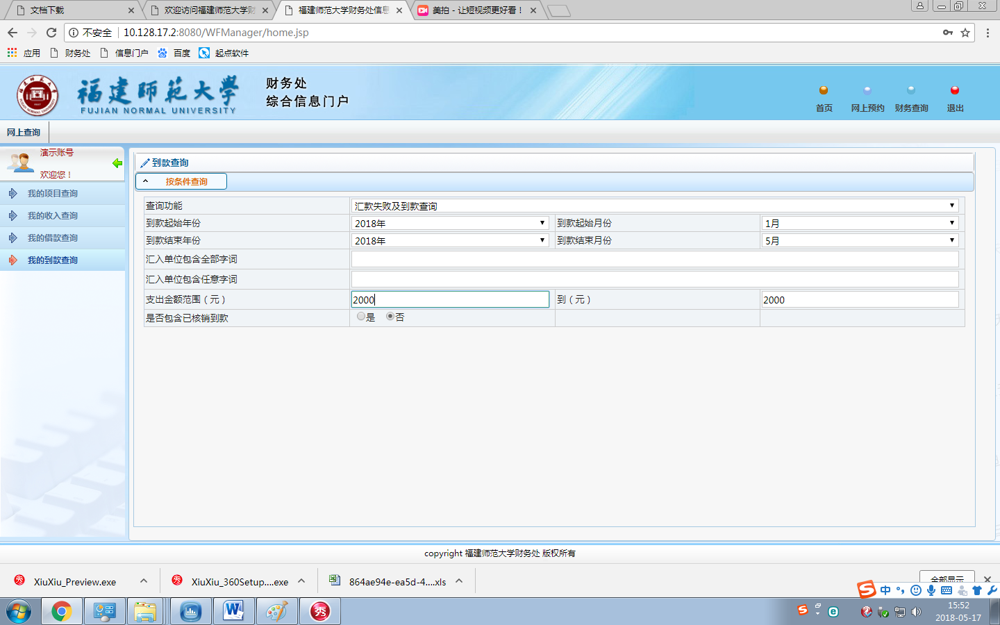 文档下载
欢迎访问福建师范大学财
福建师范大学财务处信息
美拍 - 让短视频更好看！
不安全
10.128.17.2:8080/WFManager/home.jsp
应用
财务处
信息门户
百度
起点软件
福建师范大学
FUJIAN NORMAL UNIVERSITY
财务处
综合信息门户
首页
网上预约
财务查询
退出
网上查询
演示账号
欢迎您！
我的项目查询
我的收入查询
我的借款查询
我的到款查询
到款查询
按条件查询
查询功能 汇款失败及到款查询
到款起始年份 2018年 到款起始月份 1月
到款结束年份 2018年 到款结束月份 5月
汇入单位包含全部字词
汇入单位包含任意字词
支出金额范围（元） 2000 到（元） 2000
是否包含已核销到款 是 否
copyright 福建师范大学财务处 版权所有
XiuXiu_Preview.exe
XiuXiu_360Setup....exe
864ae94e-ea5d-4....xls
全部显示
中
秀
15:52
2018-05-17